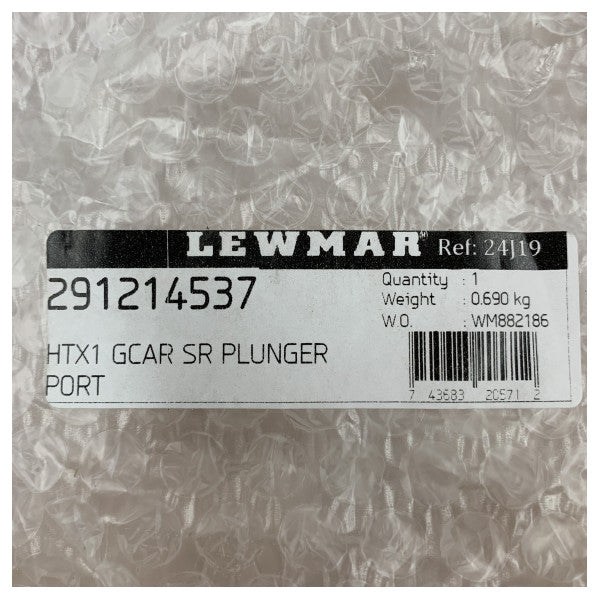 LEWMAR Ref: 24J19
291214537
Quantity : 1
Weight : 0.690 kg
W.O. : WM882186
HTX1 GCAR SR PLUNGER
PORT
7 43683 20571 2